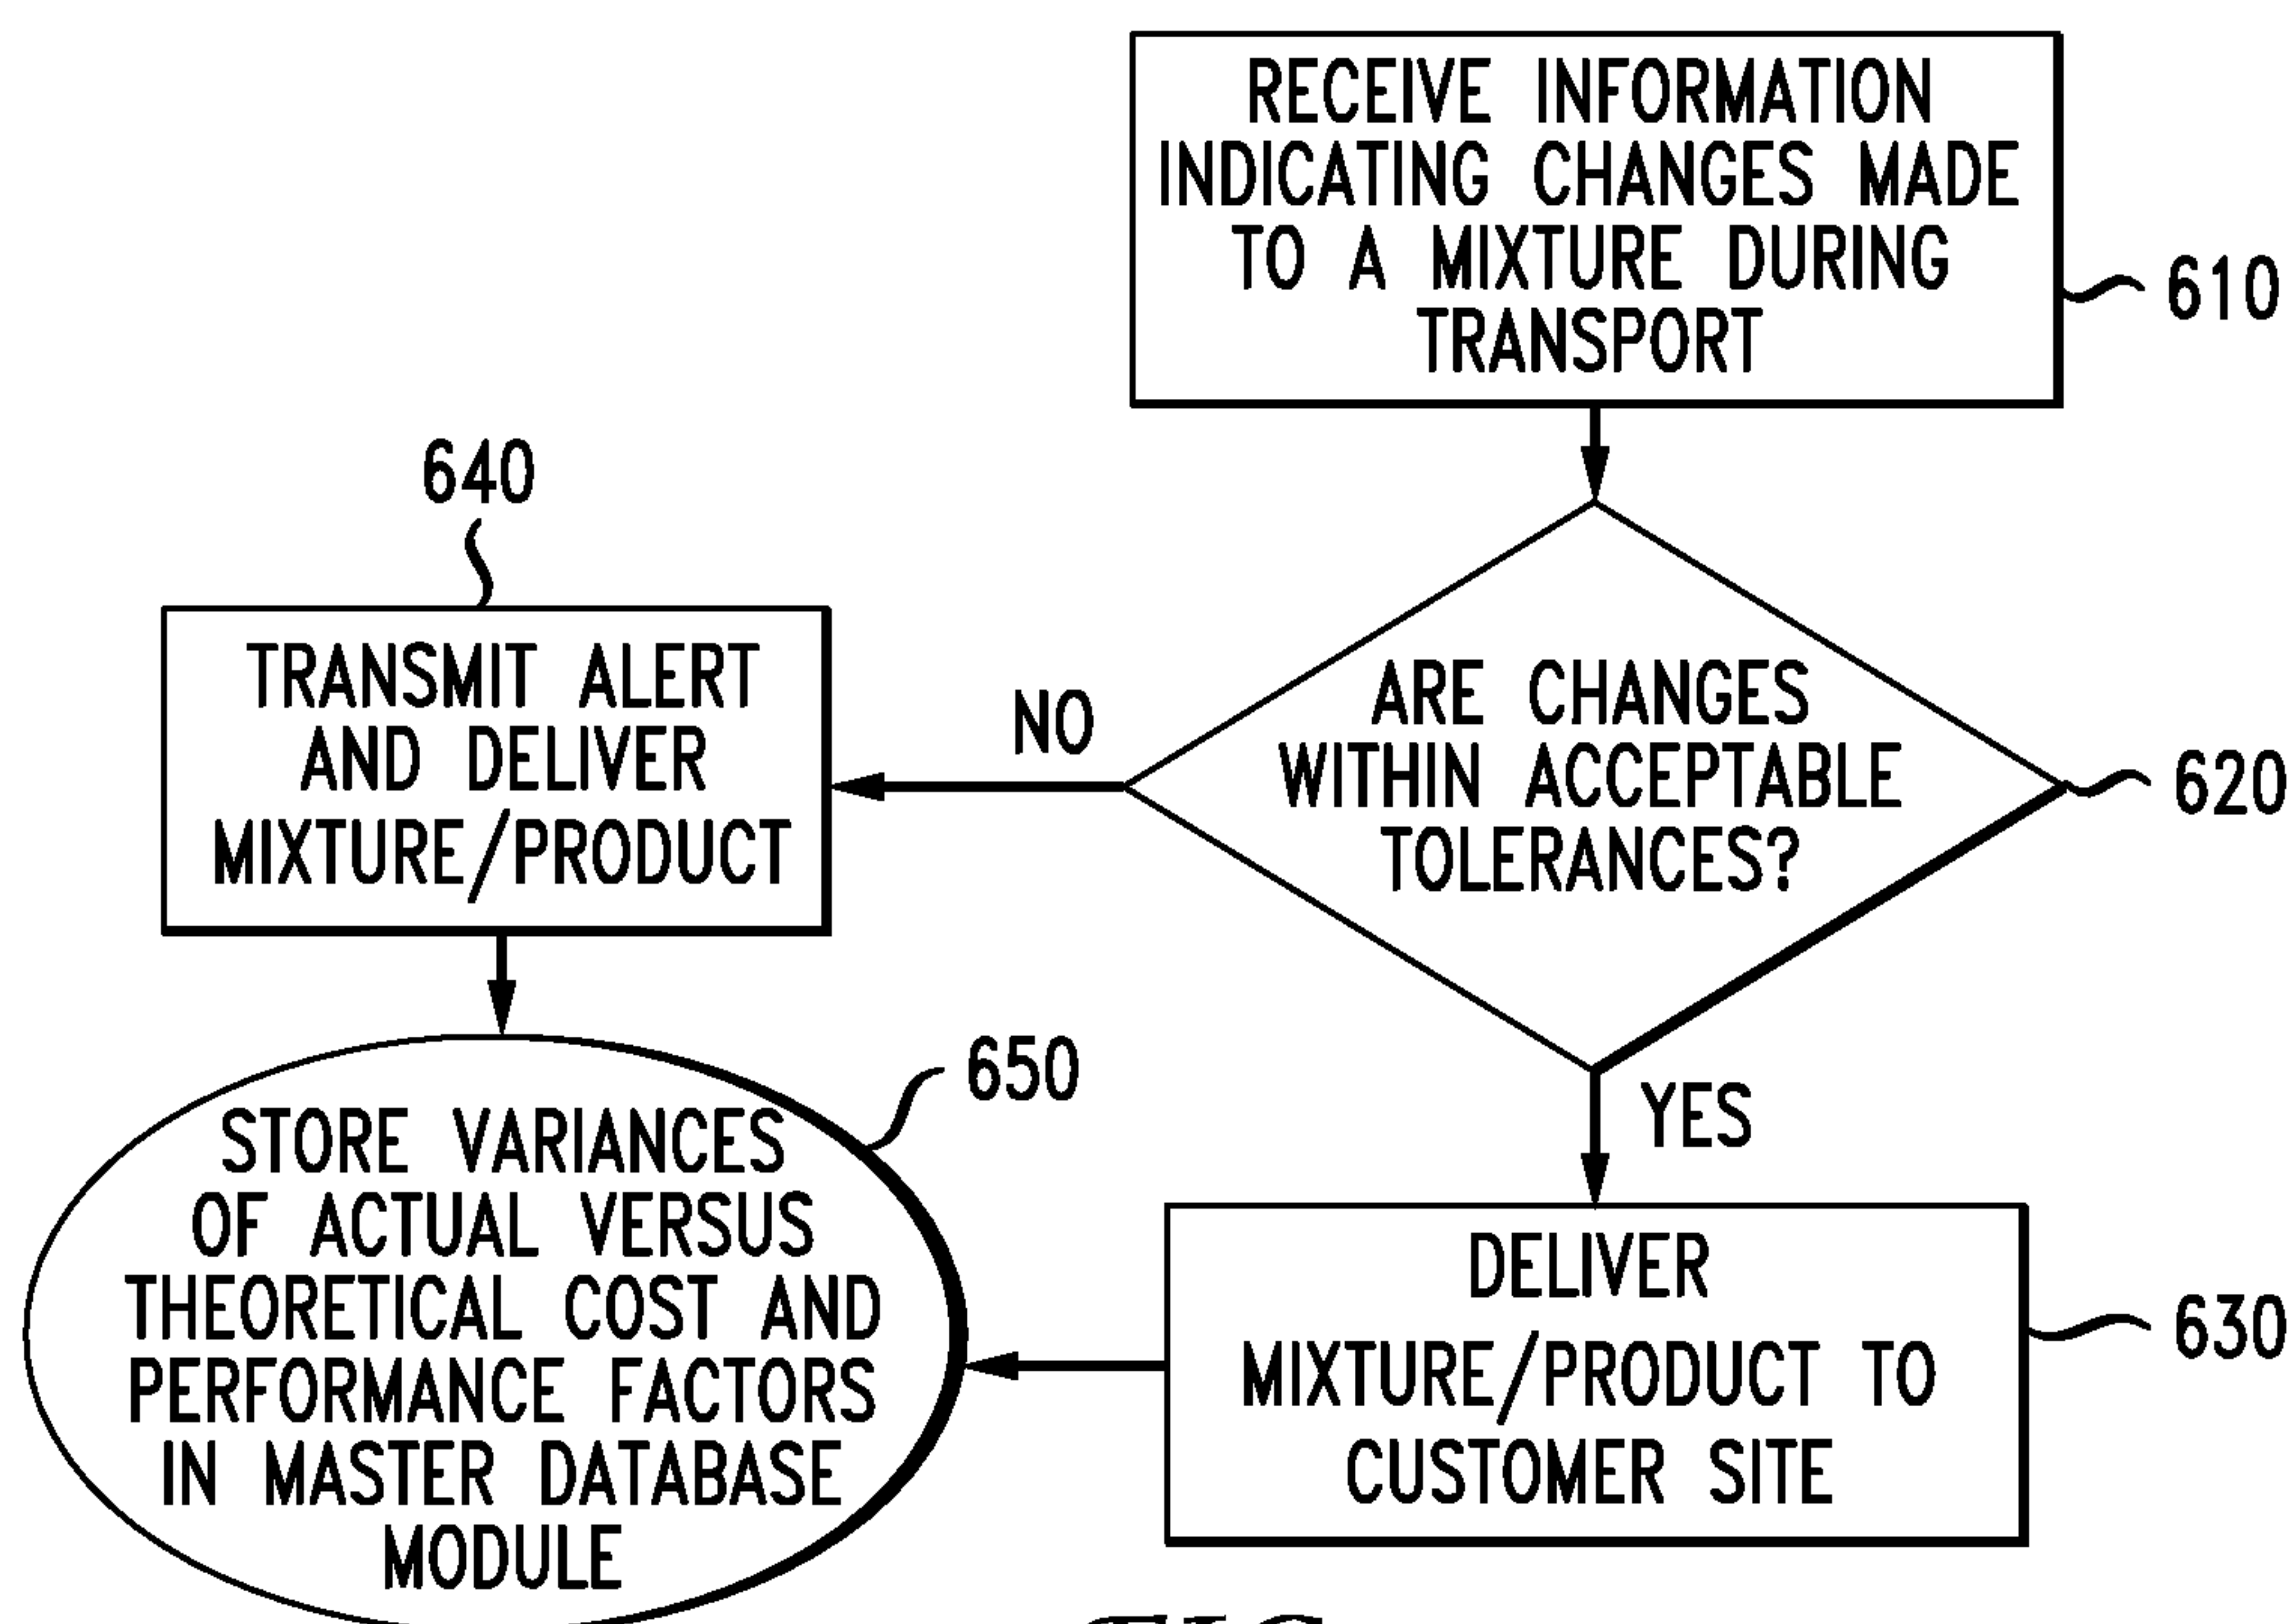 RECEIVE INFORMATION
INDICATING CHANGES MADE
TO A MIXTURE DURING
TRANSPORT
610
640
TRANSMIT ALERT
AND DELIVER
MIXTURE/PRODUCT
NO
ARE CHANGES
WITHIN ACCEPTABLE
TOLERANCES?
620
650
YES
STORE VARIANCES
OF ACTUAL VERSUS
THEORETICAL COST AND
PERFORMANCE FACTORS
IN MASTER DATABASE
MODULE
DELIVER
MIXTURE/PRODUCT TO
CUSTOMER SITE
630